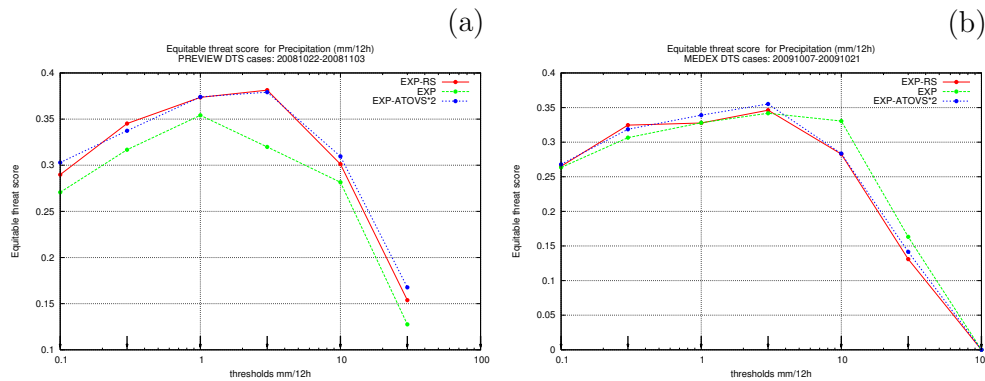 (a)
Equitable threat score for Precipitation (mm/12h)
PREVIEW DTS cases: 20081022-20081103
EXP-RS
EXP
EXP-ATOVS*2
Equitable threat score
0.4
0.35
0.3
0.25
0.2
0.15
0.1
0.1
1
10
100
thresholds mm/12h
(b)
Equitable threat score for Precipitation (mm/12h)
MEDEX DTS cases: 20091007-20091021
EXP-RS
EXP
EXP-ATOVS*2
Equitable threat score
0.4
0.35
0.3
0.25
0.2
0.15
0.1
0.05
0
0.1
1
10
10
thresholds mm/12h